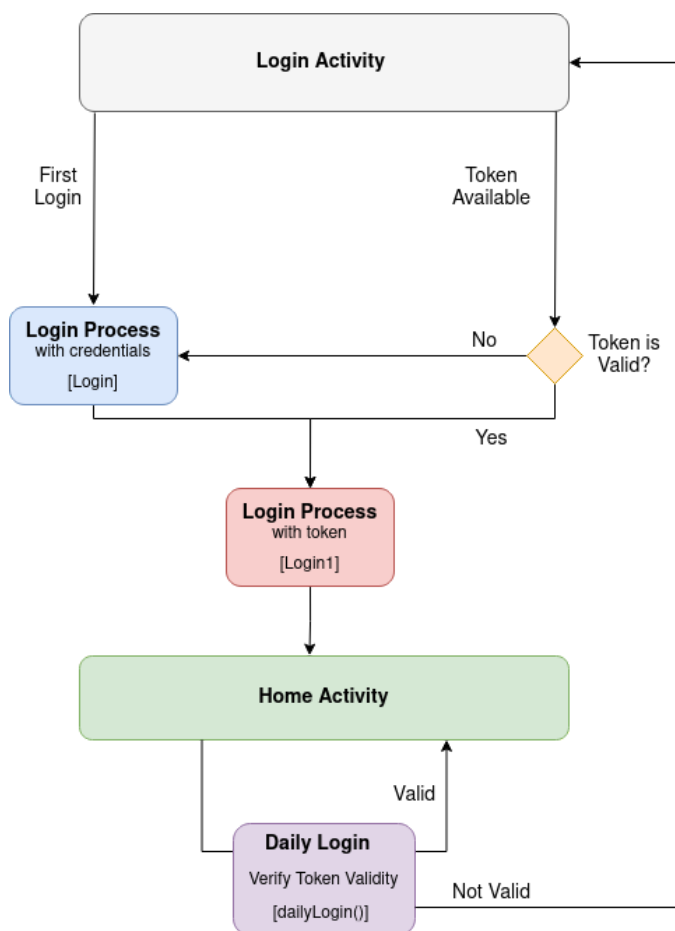 Login Activity
First
Login
Token
Available
Login Process
with credentials
[Login]
No
Token is
Valid?
Yes
Login Process
with token
[Login1]
Home Activity
Valid
Daily Login
Verify Token Validity
[dailyLogin()]
Not Valid